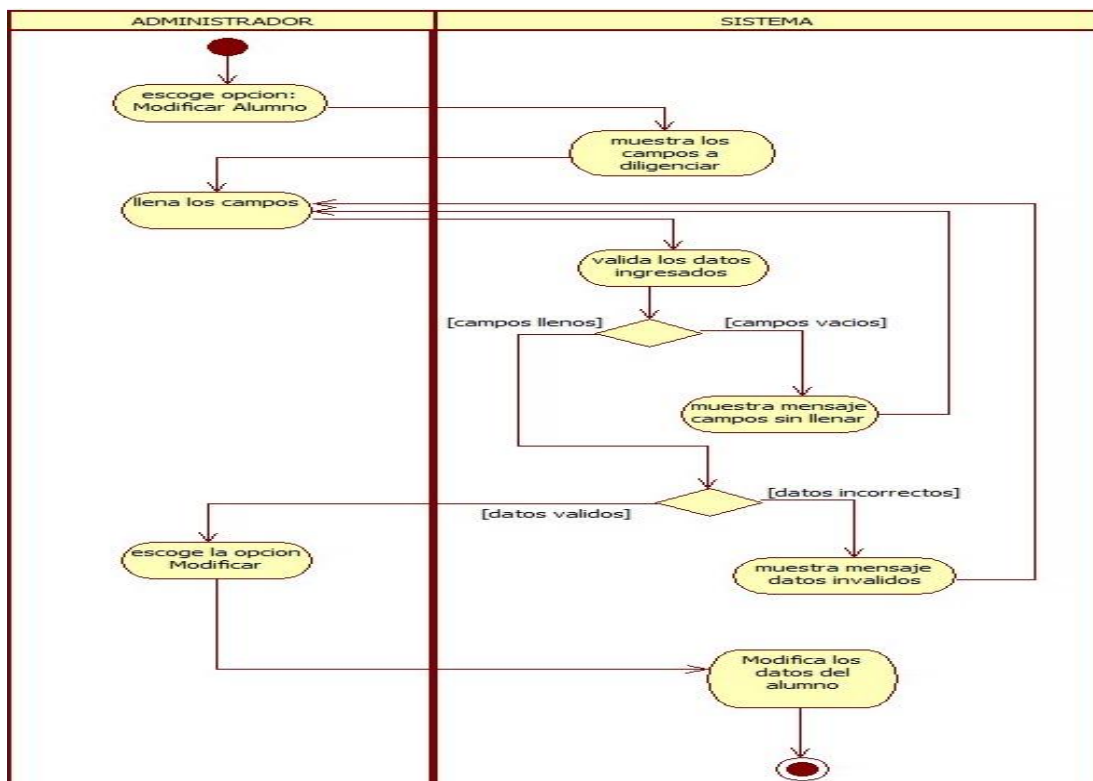 ADMINISTRADOR
SISTEMA
escoge opcion:
Modificar Alumno
muestra los
campos a
diligenciar
llena los campos
valida los datos
ingresados
[campos llenos]
[campos vacios]
muestra mensaje
campos sin llenar
[datos incorrectos]
[datos validos]
escoge la opcion
Modificar
muestra mensaje
datos invalidos
Modifica los
datos del
alumno